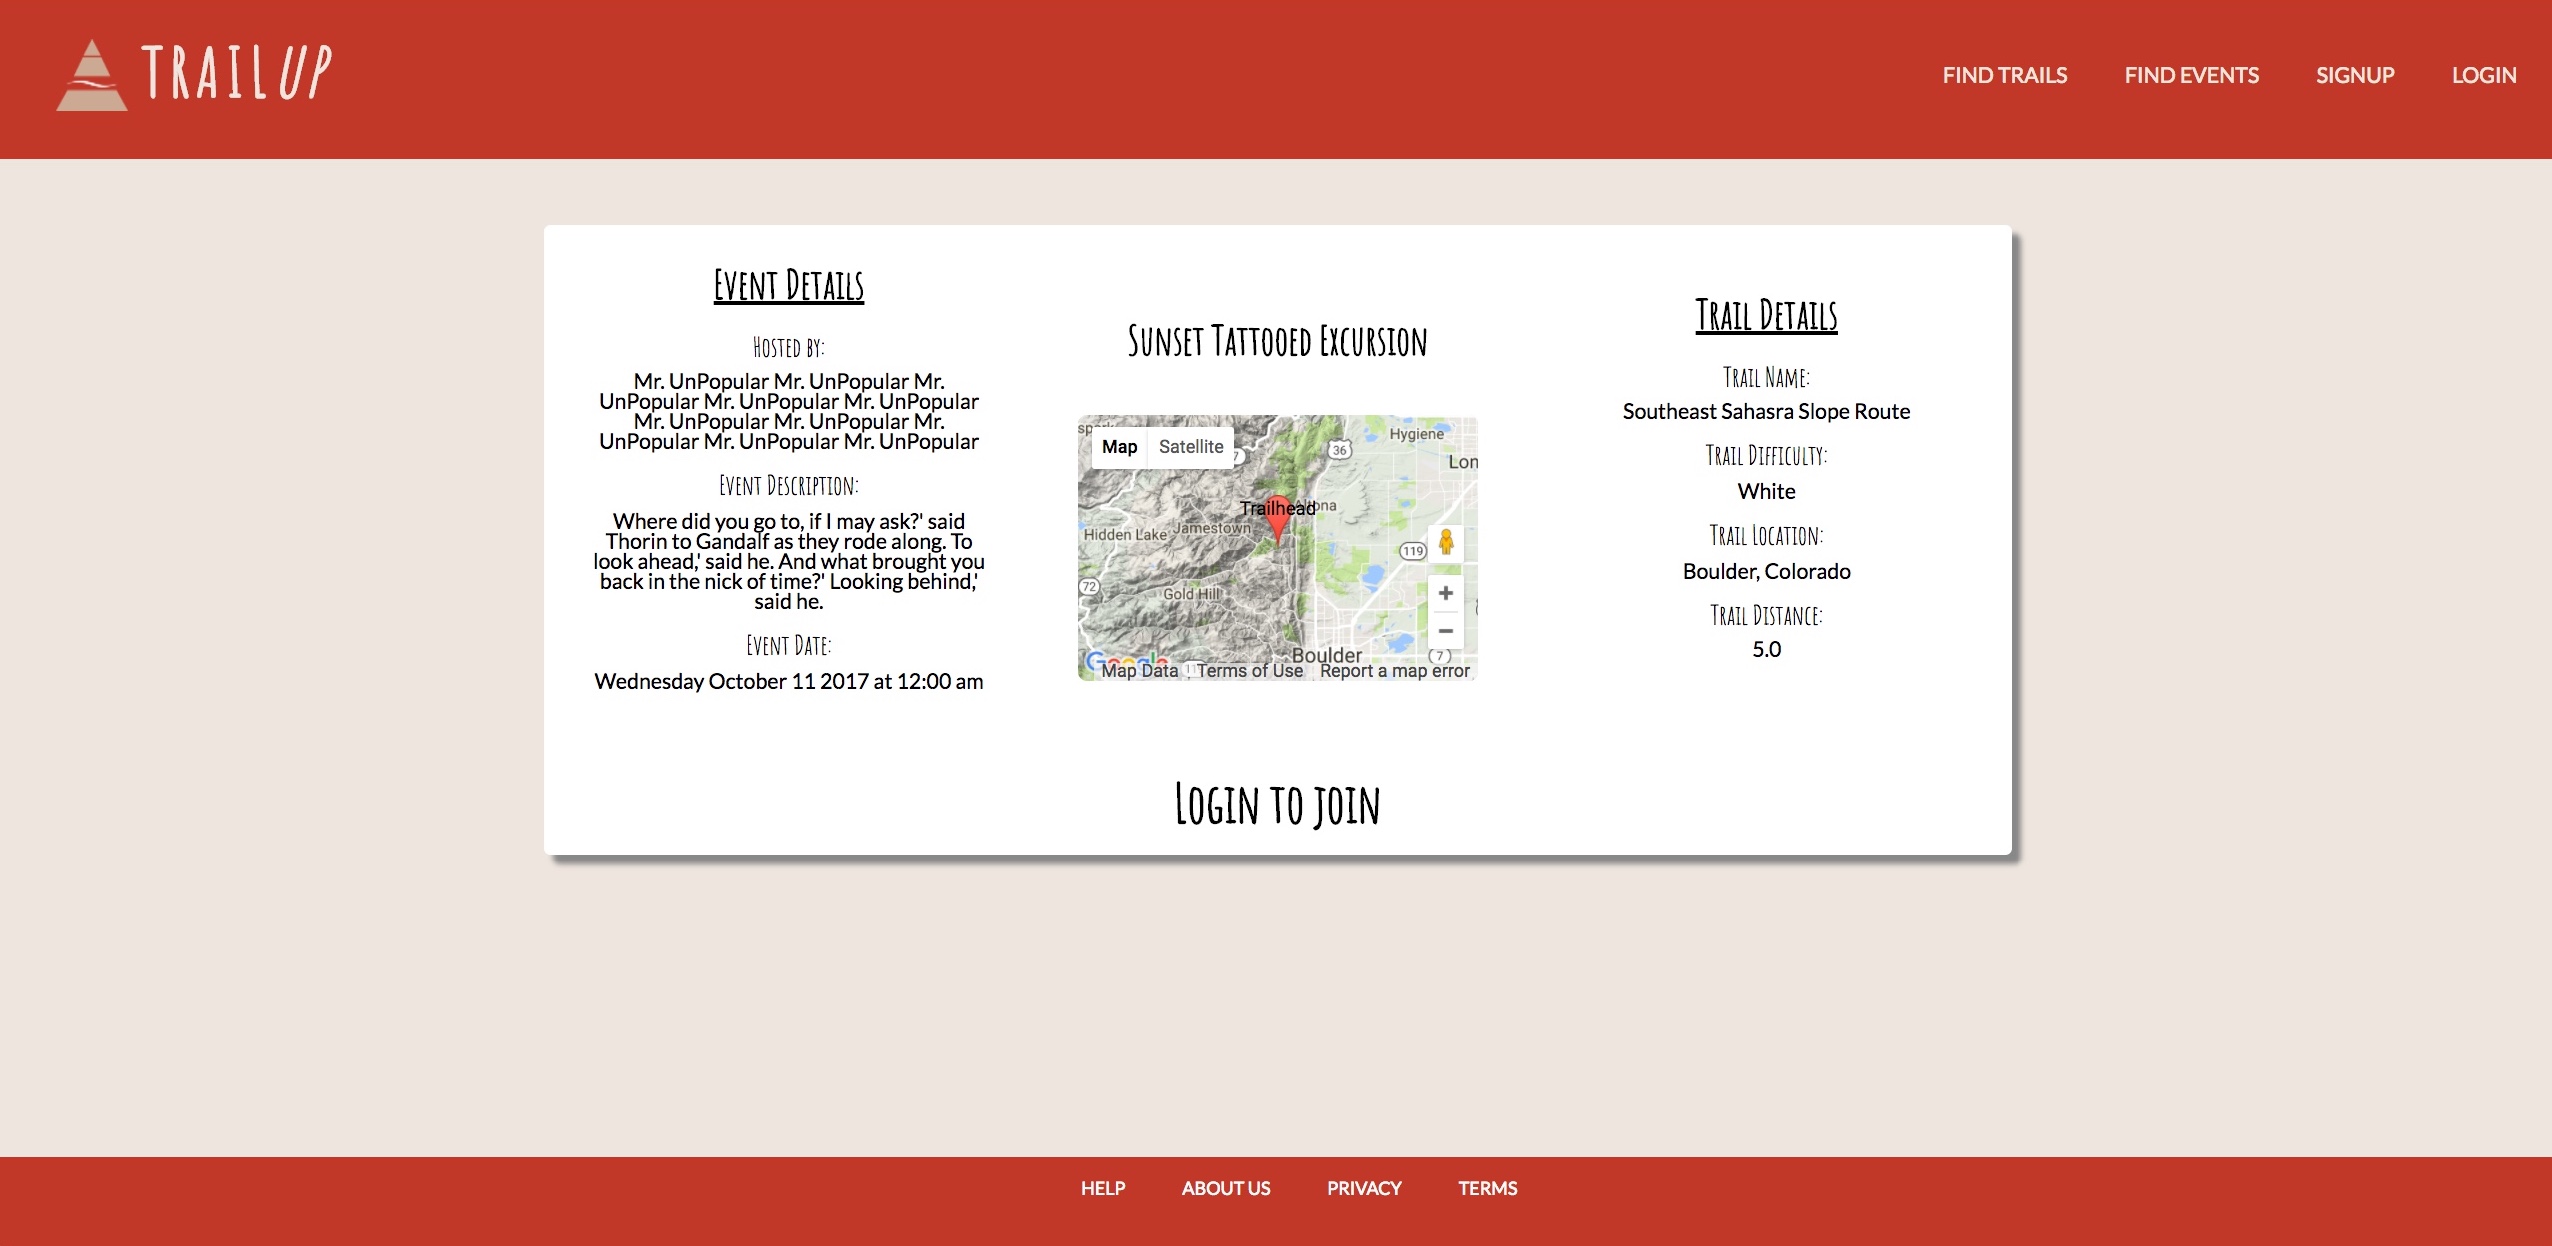 TRAILUP
FIND TRAILS
FIND EVENTS
SIGNUP
LOGIN
Event Details
Hosted by:
Mr. UnPopular Mr. UnPopular Mr.
UnPopular Mr. UnPopular Mr. UnPopular
Mr. UnPopular Mr. UnPopular Mr.
UnPopular Mr. UnPopular Mr. UnPopular
Event Description:
Where did you go to, if I may ask?' said
Thorin to Gandalf as they rode along. To
look ahead,' said he. And what brought you
back in the nick of time?' Looking behind,'
said he.
Event Date:
Wednesday October 11 2017 at 12:00 am
Sunset Tattooed Excursion
Map
Satellite
36
Hygiene
Lon
Trailhead
Jamestown
Hidden Lake
119
72
Gold Hill
Boulder
7
Google
Map Data
Terms of Use
Report a map error
Trail Details
Trail Name:
Southeast Sahasra Slope Route
Trail Difficulty:
White
Trail Location:
Boulder, Colorado
Trail Distance:
5.0
Login to join
HELP
ABOUT US
PRIVACY
TERMS